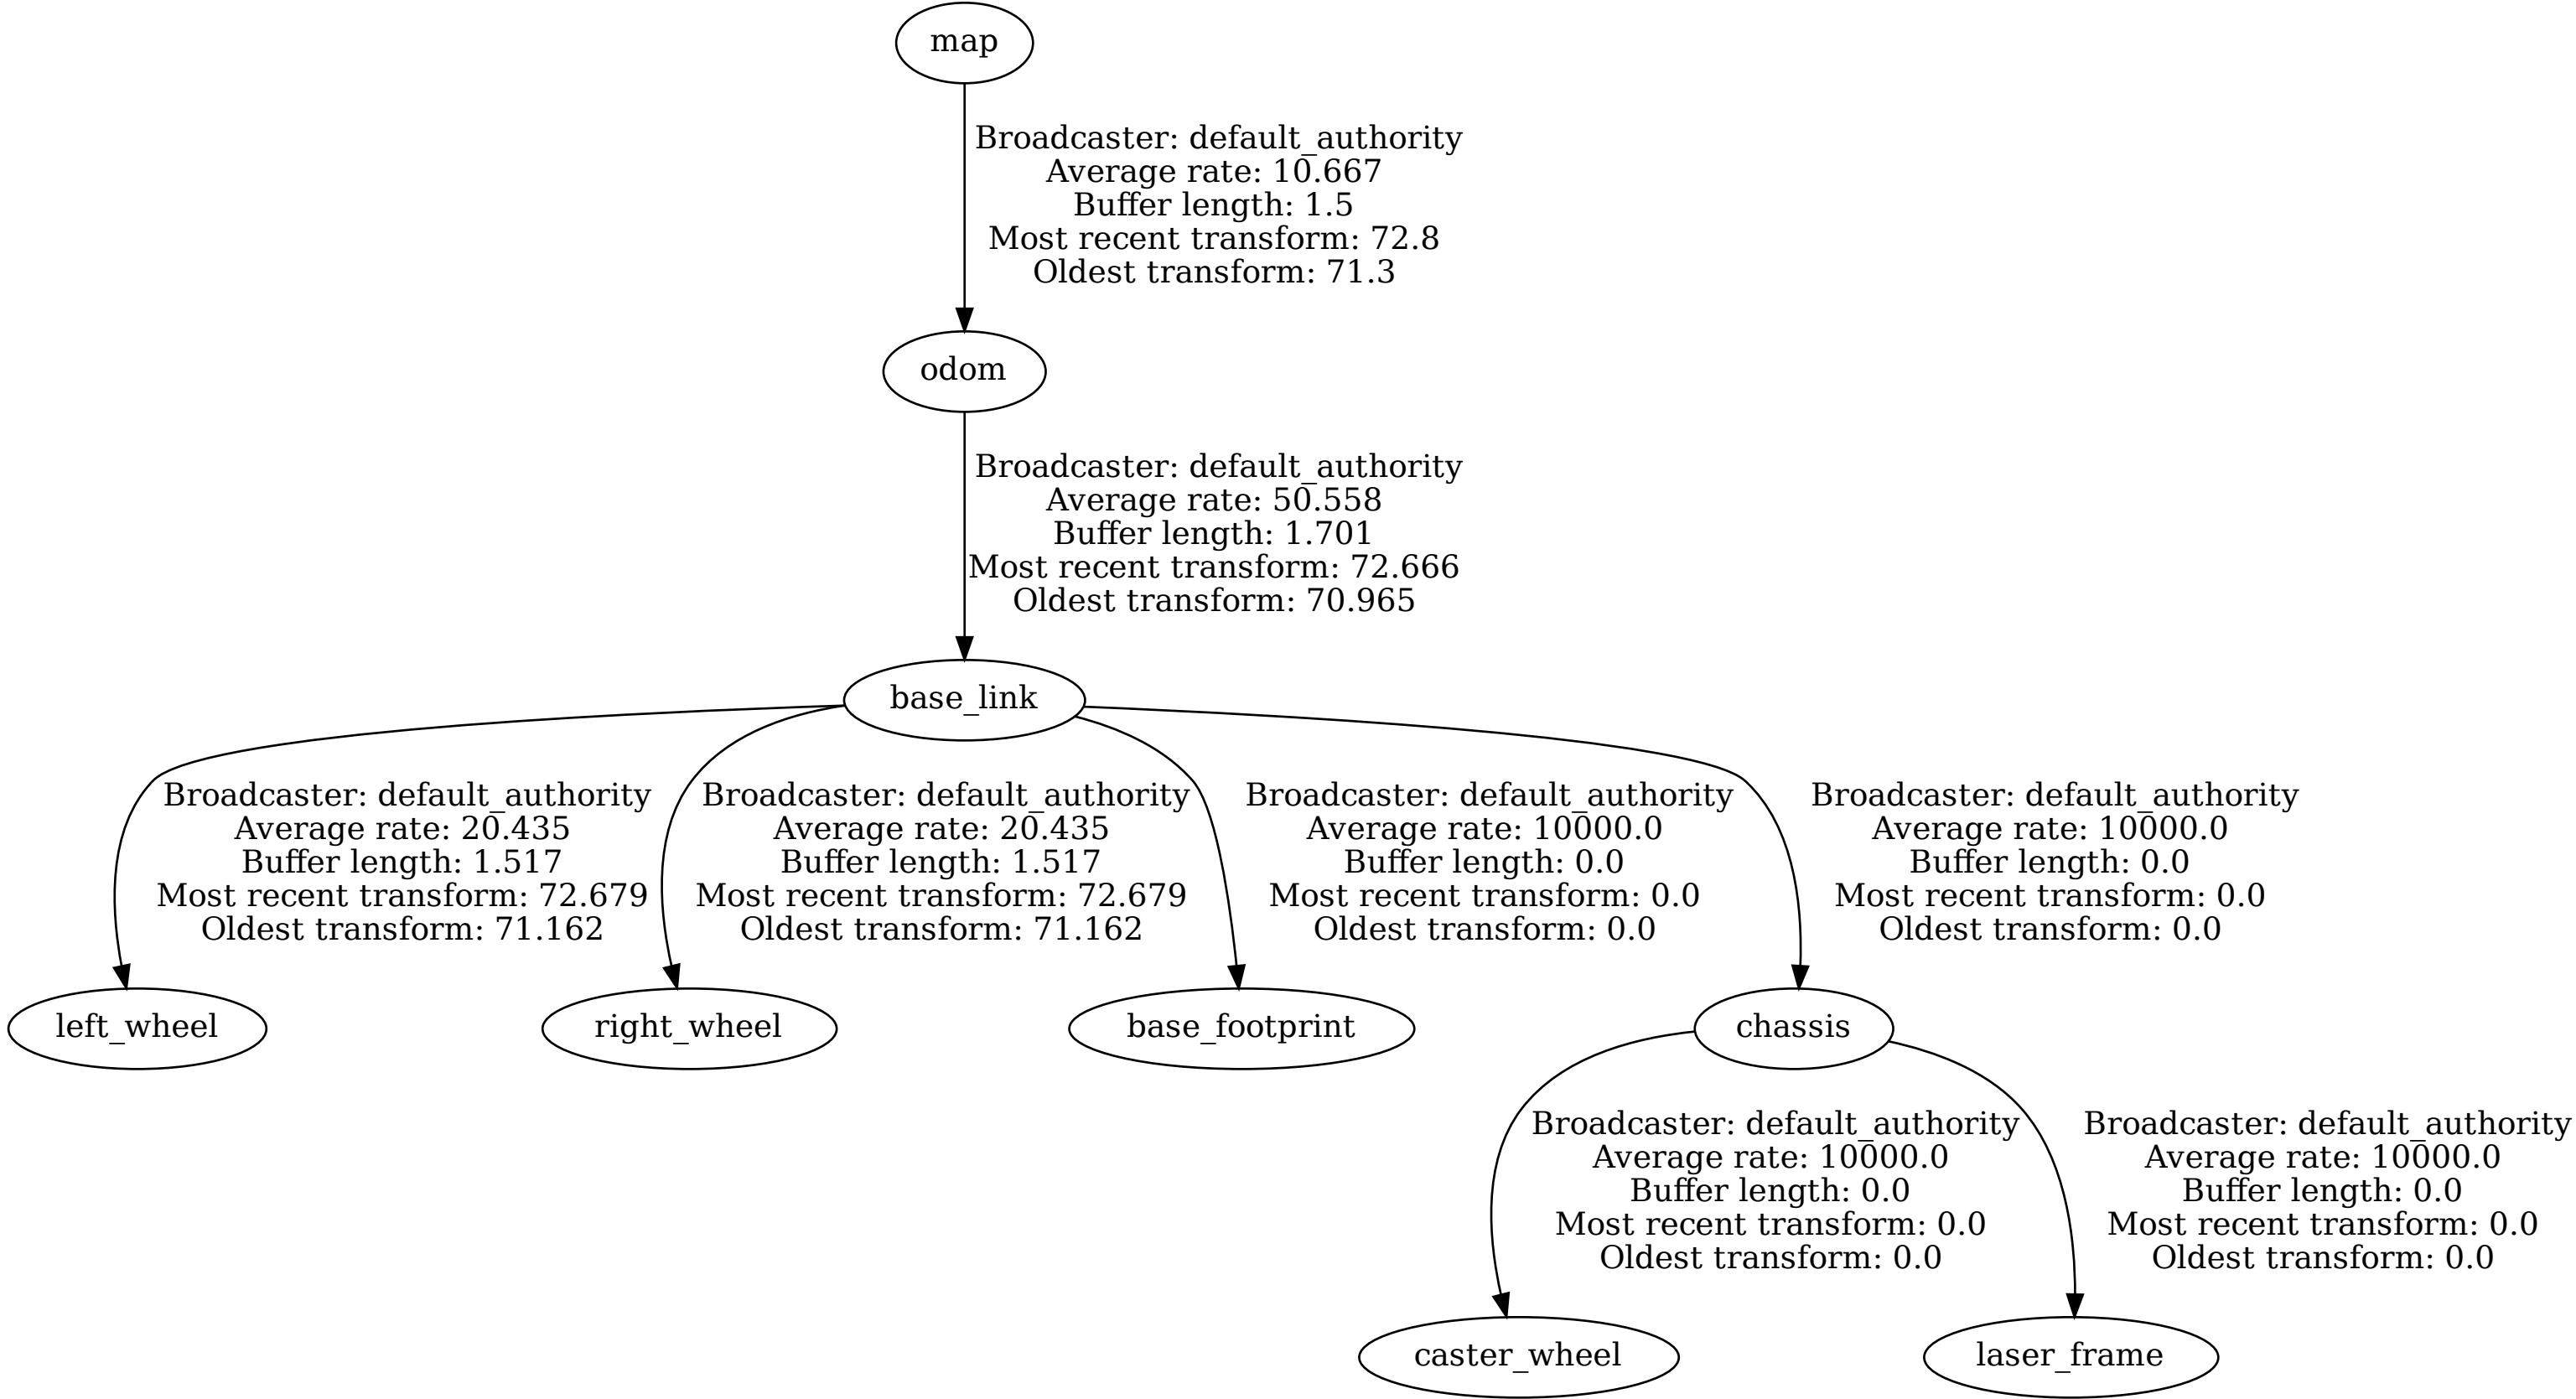 map
Broadcaster: default_authority
Average rate: 10.667
Buffer length: 1.5
Most recent transform: 72.8
Oldest transform: 71.3
odom
Broadcaster: default_authority
Average rate: 50.558
Buffer length: 1.701
Most recent transform: 72.666
Oldest transform: 70.965
base_link
Broadcaster: default_authority
Average rate: 20.435
Buffer length: 1.517
Most recent transform: 72.679
Oldest transform: 71.162
Broadcaster: default_authority
Average rate: 20.435
Buffer length: 1.517
Most recent transform: 72.679
Oldest transform: 71.162
Broadcaster: default_authority
Average rate: 10000.0
Buffer length: 0.0
Most recent transform: 0.0
Oldest transform: 0.0
Broadcaster: default_authority
Average rate: 10000.0
Buffer length: 0.0
Most recent transform: 0.0
Oldest transform: 0.0
left_wheel
right_wheel
base_footprint
chassis
Broadcaster: default_authority
Average rate: 10000.0
Buffer length: 0.0
Most recent transform: 0.0
Oldest transform: 0.0
Broadcaster: default_authority
Average rate: 10000.0
Buffer length: 0.0
Most recent transform: 0.0
Oldest transform: 0.0
caster_wheel
laser_frame